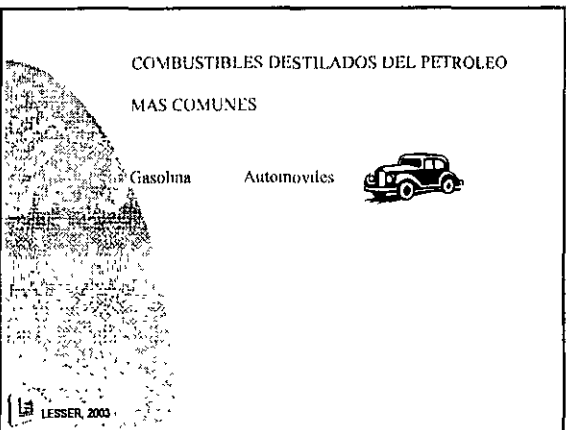 COMBUSTIBLES DESTILADOS DEL PETROLEO
MAS COMUNES
Gasolina Automoviles
LESSER, 2003